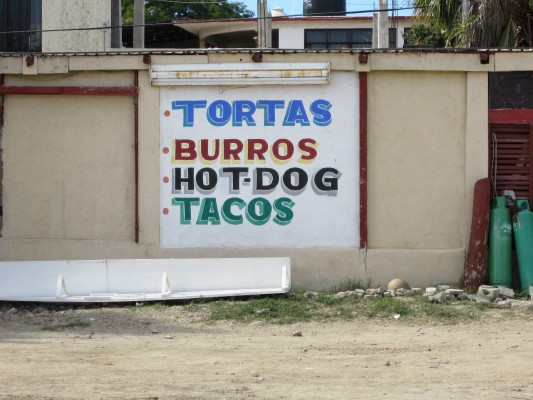 • TORTAS
• BURROS
• HOT-DOG
• TACOS